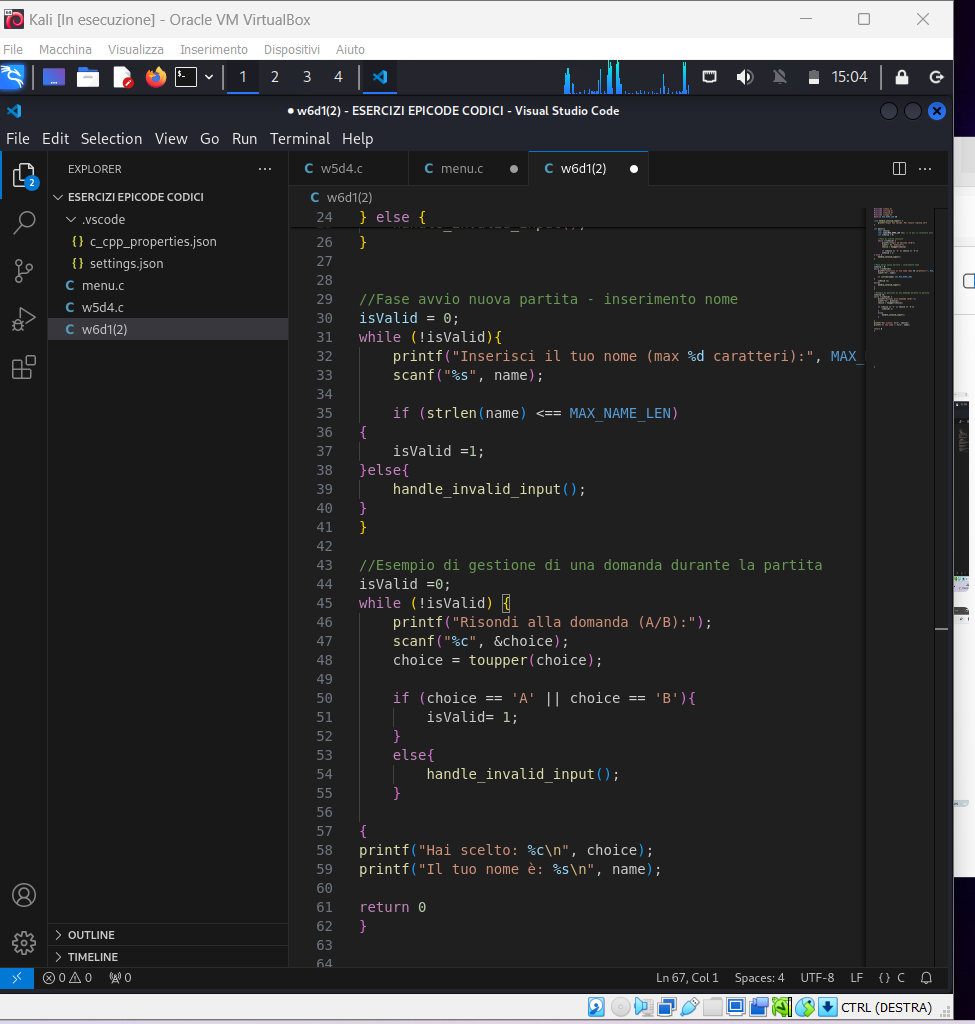 Kali [In esecuzione] - Oracle VM VirtualBox
File Macchina Visualizza Inserimento Dispositivi Aiuto
1 2 3 4 15:04
w6d1(2) - ESERCIZI EPICODE CODICI - Visual Studio Code
File Edit Selection View Go Run Terminal Help
EXPLORER
C w5d4.c C menu.c C w6d1(2)
2
ESERCIZI EPICODE CODICI
C w6d1(2)
.vscode
{} c_cpp_properties.json
{} settings.json
C menu.c
C w5d4.c
C w6d1(2)
24 } else {
26 }
27
28
29 //Fase avvio nuova partita - inserimento nome
30 isValid = 0;
31 while (!isValid){
32 printf("Inserisci il tuo nome (max %d caratteri):", MAX_
33 scanf("%s", name);
34
35 if (strlen(name) <== MAX_NAME_LEN)
36 {
37 isValid =1;
38 }else{
39 handle_invalid_input();
40 }
41 }
42
43 //Esempio di gestione di una domanda durante la partita
44 isValid =0;
45 while (!isValid) {
46 printf("Risondi alla domanda (A/B):");
47 scanf("%c", &choice);
48 choice = toupper(choice);
49
50 if (choice == 'A' || choice == 'B'){
51 isValid= 1;
52 }
53 else{
54 handle_invalid_input();
55 }
56
57 {
58 printf("Hai scelto: %c\n", choice);
59 printf("Il tuo nome è: %s\n", name);
60
61 return 0
62 }
63
64
OUTLINE
TIMELINE
0 0 0 Ln 67, Col 1 Spaces: 4 UTF-8 LF {} C
CTRL (DESTRA)